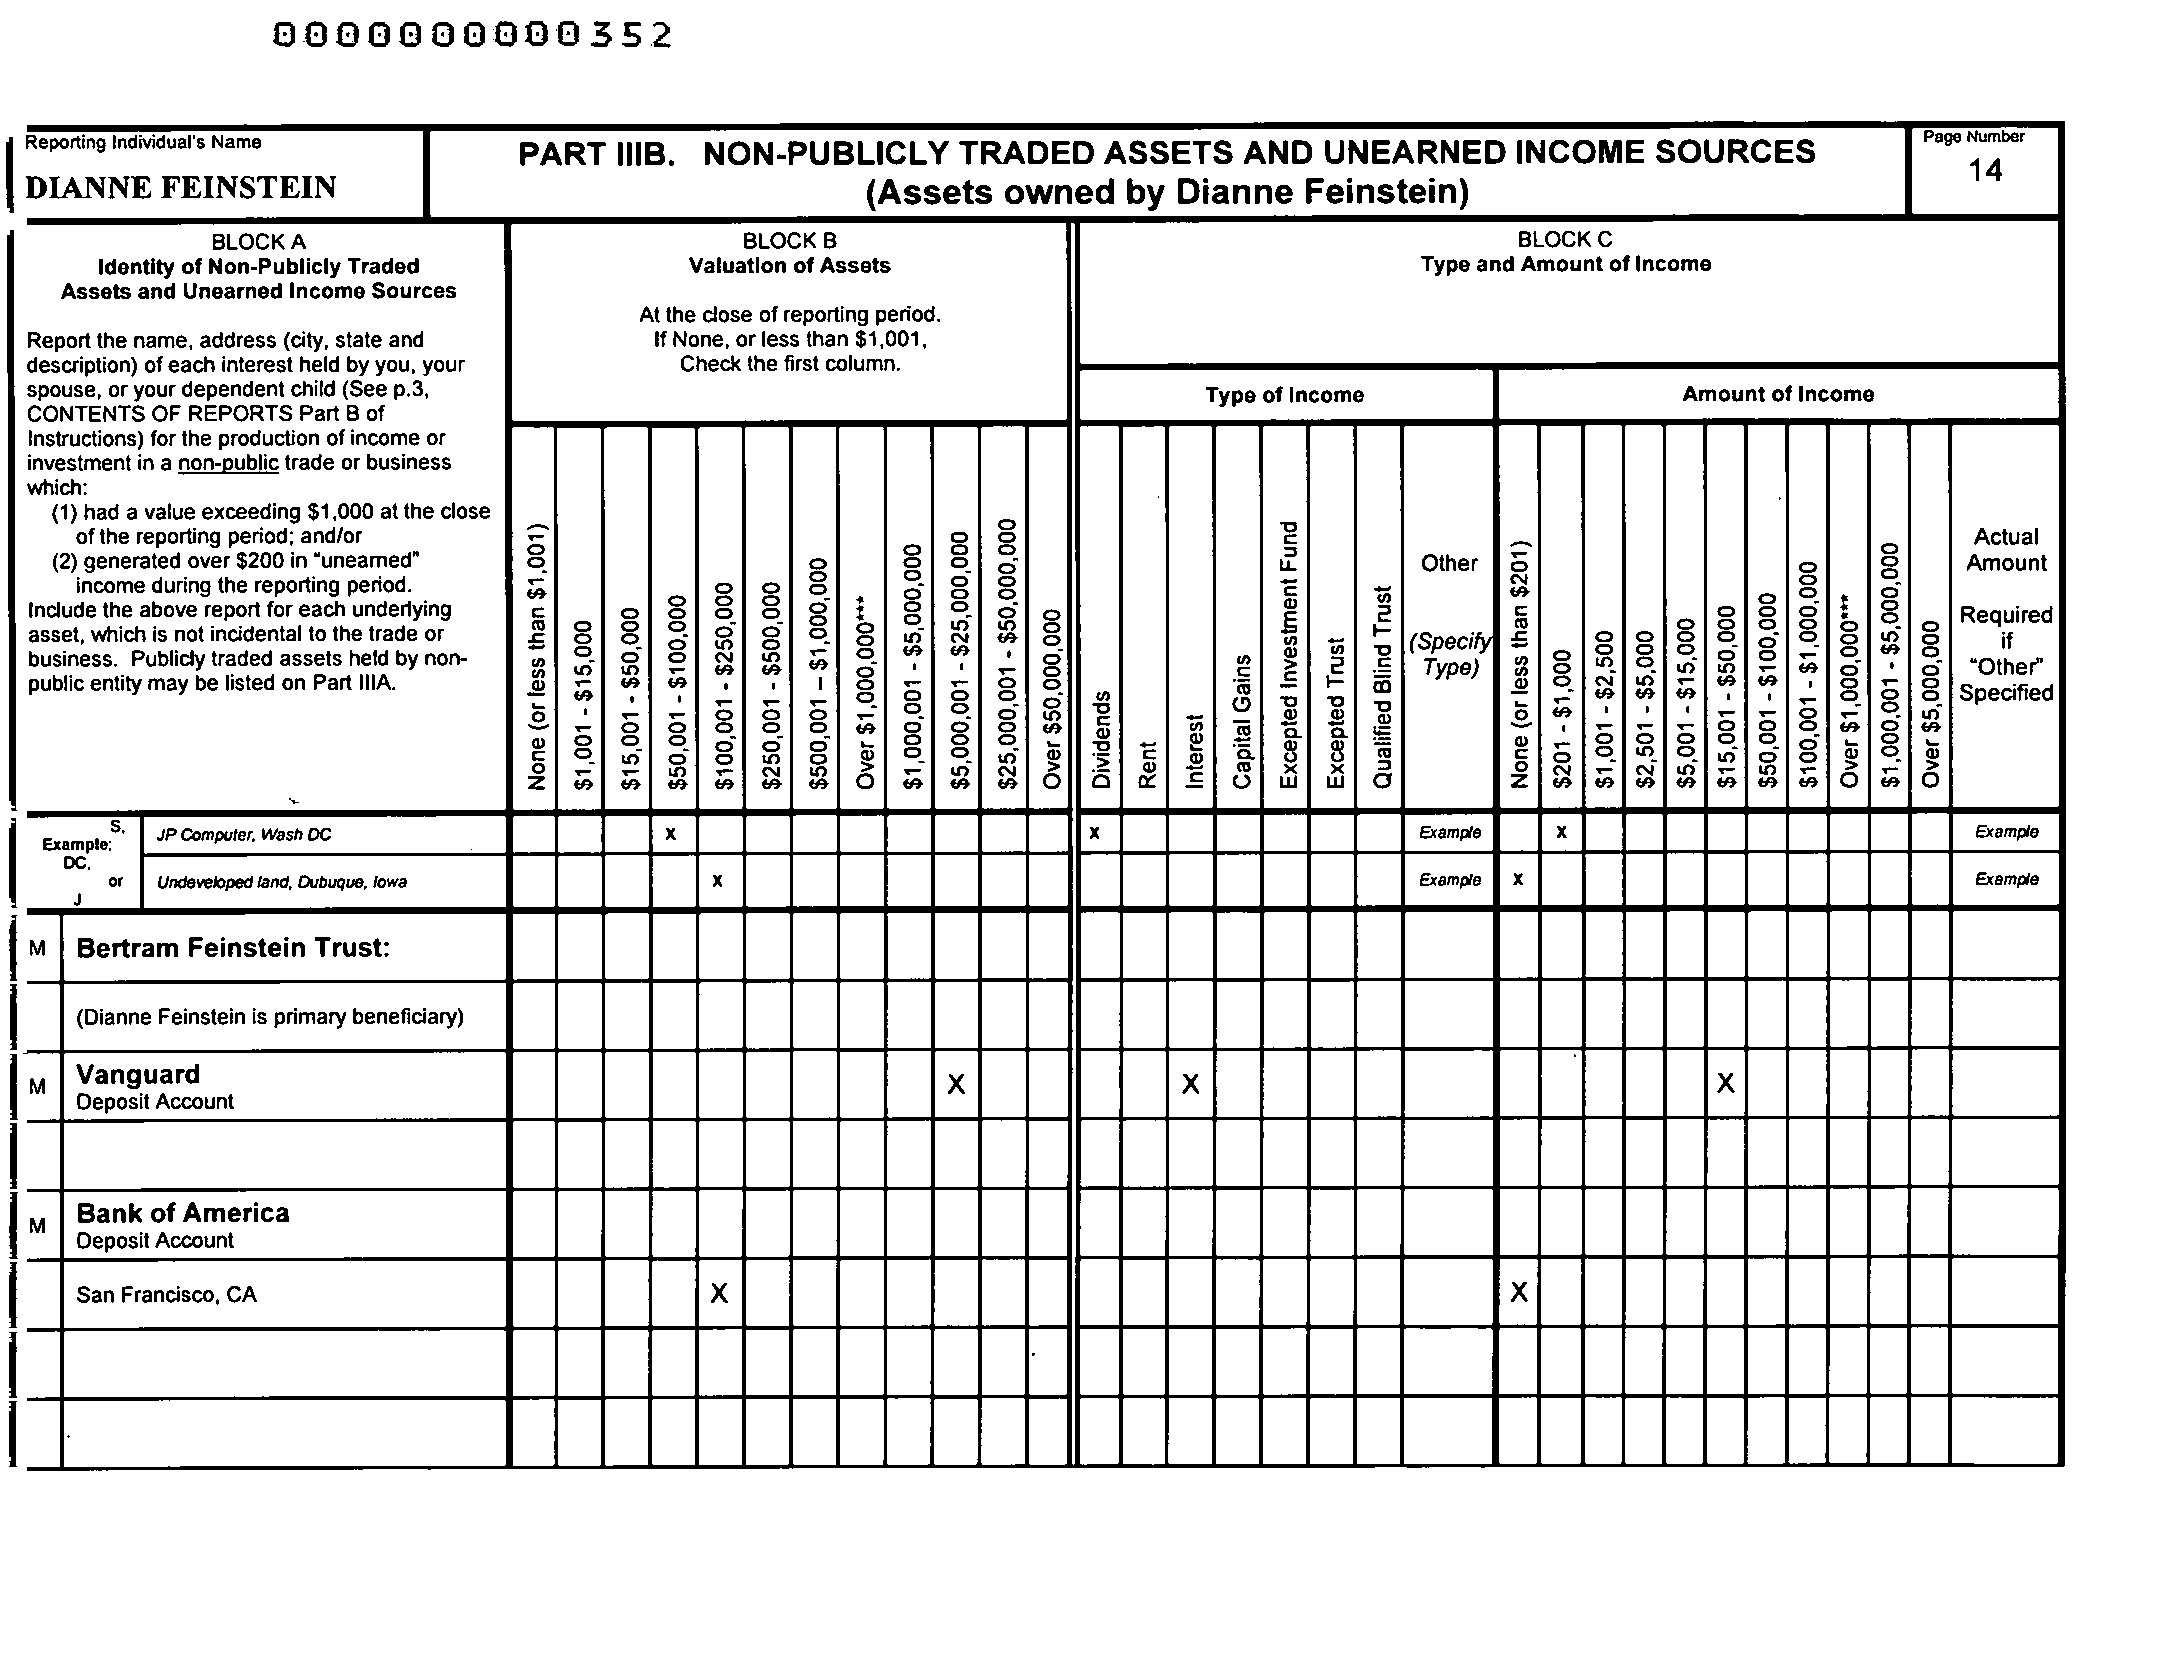 0000000000352
Reporting Individual's Name
DIANNE FEINSTEIN
PART IIIB. NON-PUBLICLY TRADED ASSETS AND UNEARNED INCOME SOURCES
(Assets owned by Dianne Feinstein)
Page Number
14
BLOCK A
Identity of Non-Publicly Traded
Assets and Unearned Income Sources
Report the name, address (city, state and
description) of each interest held by you, your
spouse, or your dependent child (See p.3,
CONTENTS OF REPORTS Part B of
Instructions) for the production of income or
investment in a non-public trade or business
which:
(1) had a value exceeding $1,000 at the close
of the reporting period; and/or
(2) generated over $200 in "unearned"
income during the reporting period.
Include the above report for each underlying
asset, which is not incidental to the trade or
business. Publicly traded assets held by non-
public entity may be listed on Part IIIA.
BLOCK B
Valuation of Assets
At the close of reporting period.
If None, or less than $1,001,
Check the first column.
None (or less than $1,001)
$1,001 - $15,000
$15,001 - $50,000
$50,001 - $100,000
$100,001 - $250,000
$250,001 - $500,000
$500,001 – $1,000,000
Over $1,000,000***
$1,000,001 - $5,000,000
$5,000,001 - $25,000,000
$25,000,001 - $50,000,000
Over $50,000,000
BLOCK C
Type and Amount of Income
Type of Income
Dividends
Rent
Interest
Capital Gains
Excepted Investment Fund
Excepted Trust
Qualified Blind Trust
Other
(Specify
Type)
Amount of Income
None (or less than $201)
$201 - $1,000
$1,001 - $2,500
$2,501 - $5,000
$5,001 - $15,000
$15,001 - $50,000
$50,001 - $100,000
$100,001 - $1,000,000
Over $1,000,000***
$1,000,001 - $5,000,000
Over $5,000,000
Actual
Amount
Required
if
"Other"
Specified
Example:
S,
DC,
or
J
JP Computer, Wash DC X X Example X Example
Undeveloped land, Dubuque, Iowa X Example X Example
M Bertram Feinstein Trust:
(Dianne Feinstein is primary beneficiary)
M Vanguard
Deposit Account X X X
M Bank of America
Deposit Account
San Francisco, CA X X